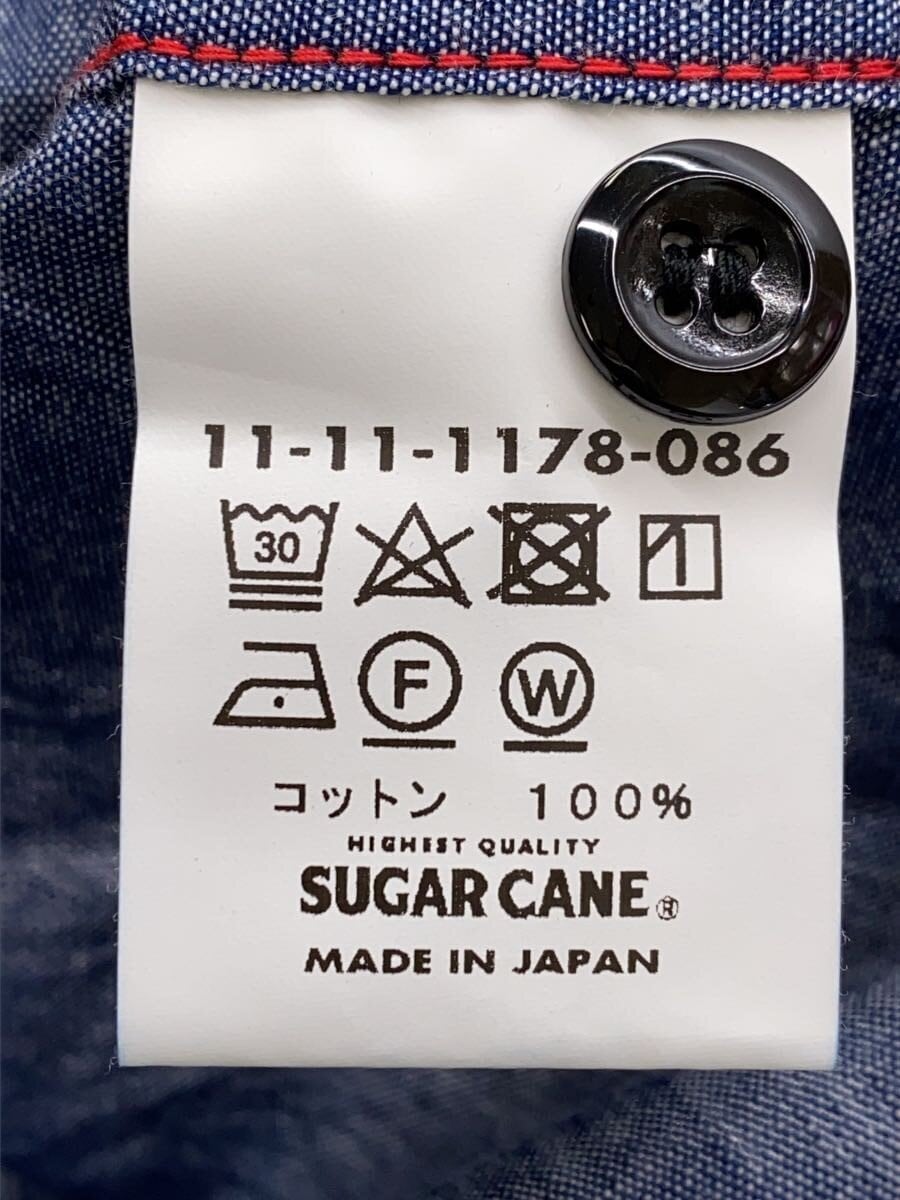 11-11-1178-086
30
F W
コットン 100%
HIGHEST QUALITY
SUGAR CANE ®
MADE IN JAPAN